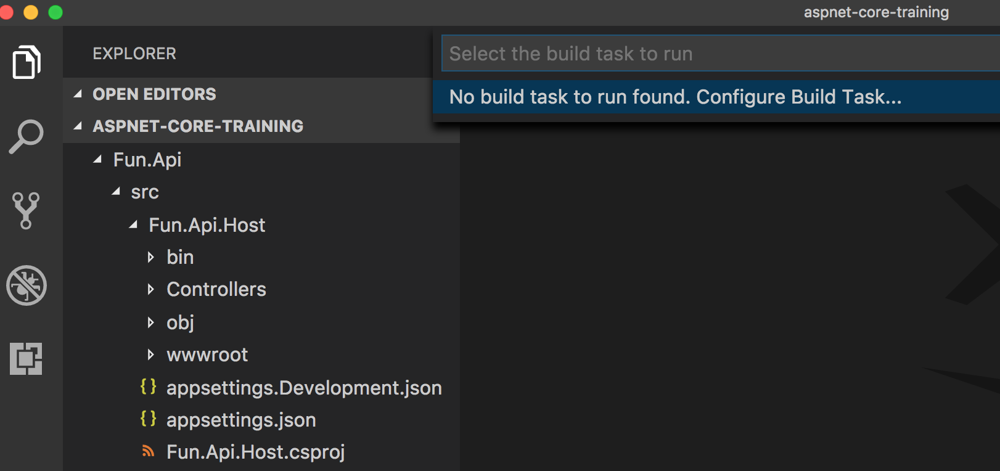 aspnet-core-training
EXPLORER
Select the build task to run
No build task to run found. Configure Build Task...
OPEN EDITORS
ASPNET-CORE-TRAINING
Fun.Api
src
Fun.Api.Host
bin
Controllers
obj
wwwroot
{ } appsettings.Development.json
{ } appsettings.json
Fun.Api.Host.csproj